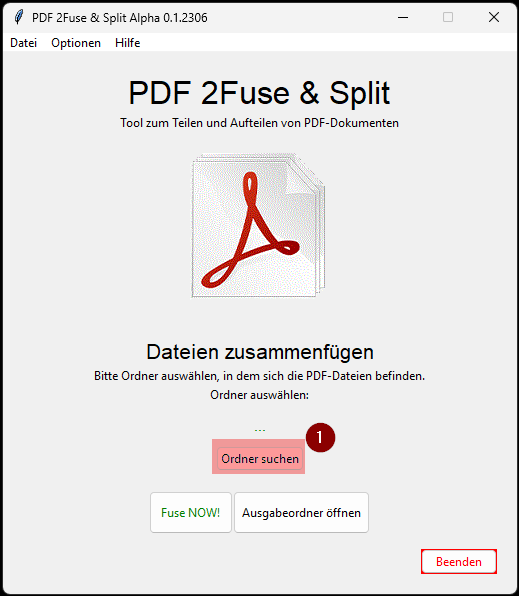 PDF 2Fuse & Split Alpha 0.1.2306
Datei Optionen Hilfe
PDF 2Fuse & Split
Tool zum Teilen und Aufteilen von PDF-Dokumenten
Dateien zusammenfügen
Bitte Ordner auswählen, in dem sich die PDF-Dateien befinden.
Ordner auswählen:
...
1
Ordner suchen
Fuse NOW! Ausgabeordner öffnen
Beenden